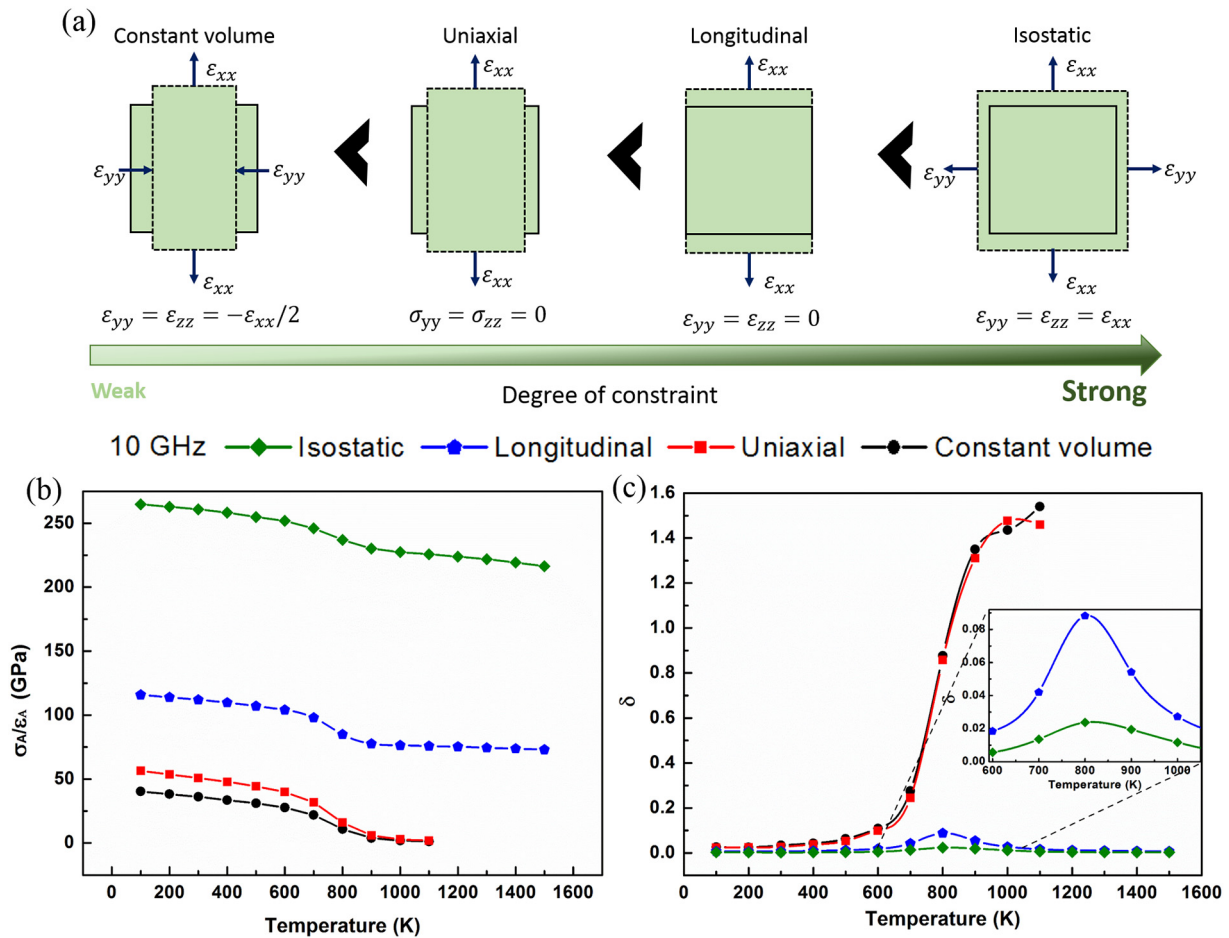 (a)
Constant volume Uniaxial Longitudinal Isostatic
εxx εxx εxx εxx
εyy εyy εyy εyy
εxx εxx εxx εxx
εyy = εzz = −εxx/2 σyy = σzz = 0 εyy = εzz = 0 εyy = εzz = εxx
Weak Degree of constraint Strong
10 GHz Isostatic Longitudinal Uniaxial Constant volume
(b)
250
200
150
100
50
0
σA/εA (GPa)
0 200 400 600 800 1000 1200 1400 1600
Temperature (K)
(c)
1.6
1.4
1.2
1.0
0.8
0.6
0.4
0.2
0.0
δ
0 200 400 600 800 1000 1200 1400 1600
Temperature (K)
0.08
0.06
0.04
0.02
0.00
δ
600 700 800 900 1000
Temperature (K)